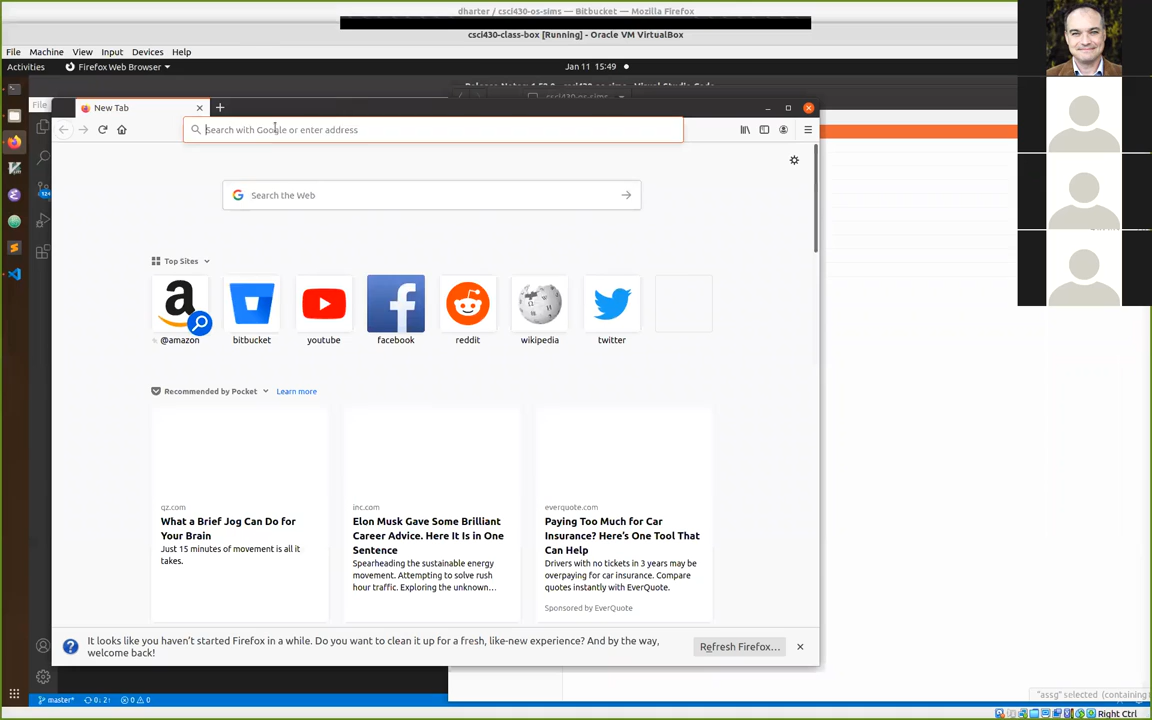 dharter / csci430-os-sims — Bitbucket — Mozilla Firefox
csci430-class-box [Running] - Oracle VM VirtualBox
File Machine View Input Devices Help
Activities Firefox Web Browser Jan 11 15:49
File
New Tab
Search with Google or enter address
Search the Web
Top Sites
@amazon bitbucket youtube facebook reddit wikipedia twitter
Recommended by Pocket Learn more
qz.com
What a Brief Jog Can Do for
Your Brain
Just 15 minutes of movement is all it
takes.
inc.com
Elon Musk Gave Some Brilliant
Career Advice. Here It Is in One
Sentence
Spearheading the sustainable energy
movement. Attempting to solve rush
hour traffic. Exploring the unknown...
everquote.com
Paying Too Much for Car
Insurance? Here's One Tool That
Can Help
Drivers with no tickets in 3 years may be
overpaying for car insurance. Compare
quotes instantly with EverQuote.
Sponsored by EverQuote
It looks like you haven't started Firefox in a while. Do you want to clean it up for a fresh, like-new experience? And by the way,
welcome back!
Refresh Firefox...
master* 0↓ 2↑ 0 0
"assg" selected (containing
Right Ctrl